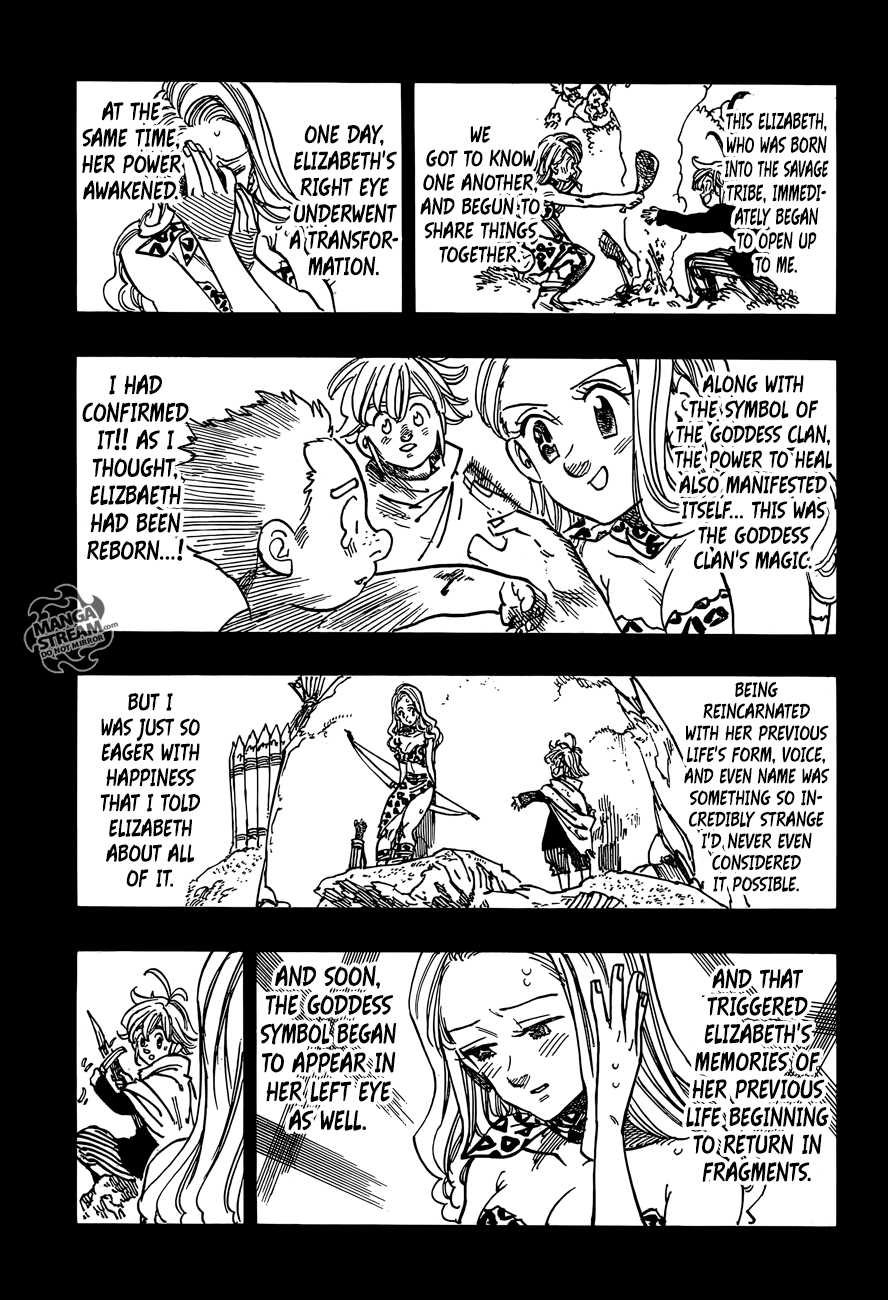 THIS ELIZABETH,
WHO WAS BORN
INTO THE SAVAGE
TRIBE, IMMEDI-
ATELY BEGAN
TO OPEN UP
TO ME.
WE
GOT TO KNOW
ONE ANOTHER,
AND BEGUN TO
SHARE THINGS
TOGETHER.
ONE DAY,
ELIZABETH'S
RIGHT EYE
UNDERWENT
A TRANSFOR-
MATION.
AT THE
SAME TIME,
HER POWER
AWAKENED.
ALONG WITH
THE SYMBOL OF
THE GODDESS CLAN,
THE POWER TO HEAL
ALSO MANIFESTED
ITSELF... THIS WAS
THE GODDESS
CLAN'S MAGIC.
I HAD
CONFIRMED
IT!! AS I
THOUGHT,
ELIZBAETH
HAD BEEN
REBORN...!
MANGA
STREAM.com
DO NOT MIRROR
BEING
REINCARNATED
WITH HER PREVIOUS
LIFE'S FORM, VOICE,
AND EVEN NAME WAS
SOMETHING SO IN-
CREDIBLY STRANGE
I'D NEVER EVEN
CONSIDERED
IT POSSIBLE.
BUT I
WAS JUST SO
EAGER WITH
HAPPINESS
THAT I TOLD
ELIZABETH
ABOUT ALL
OF IT.
AND THAT
TRIGGERED
ELIZABETH'S
MEMORIES OF
HER PREVIOUS
LIFE BEGINNING
TO RETURN IN
FRAGMENTS.
AND SOON,
THE GODDESS
SYMBOL BEGAN
TO APPEAR IN
HER LEFT EYE
AS WELL.